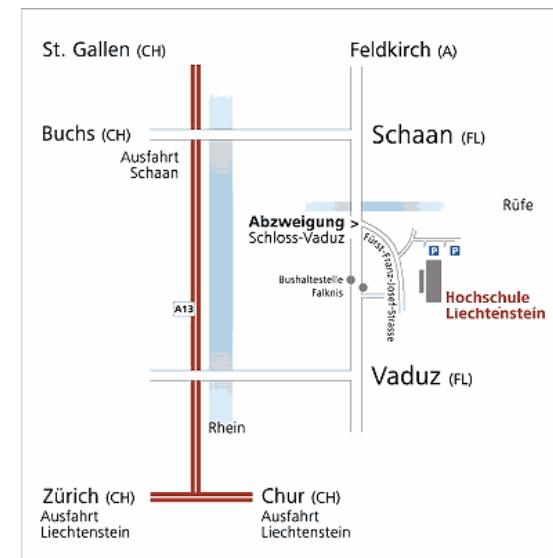 St. Gallen (CH)
Feldkirch (A)
Buchs (CH)
Ausfahrt
Schaan
Schaan (FL)
Rüfe
Abzweigung >
Schloss-Vaduz
Fürst-Franz-Josef-Strasse
P P
Bushaltestelle
Falknis
Hochschule
Liechtenstein
A13
Vaduz (FL)
Rhein
Zürich (CH)
Ausfahrt
Liechtenstein
Chur (CH)
Ausfahrt
Liechtenstein